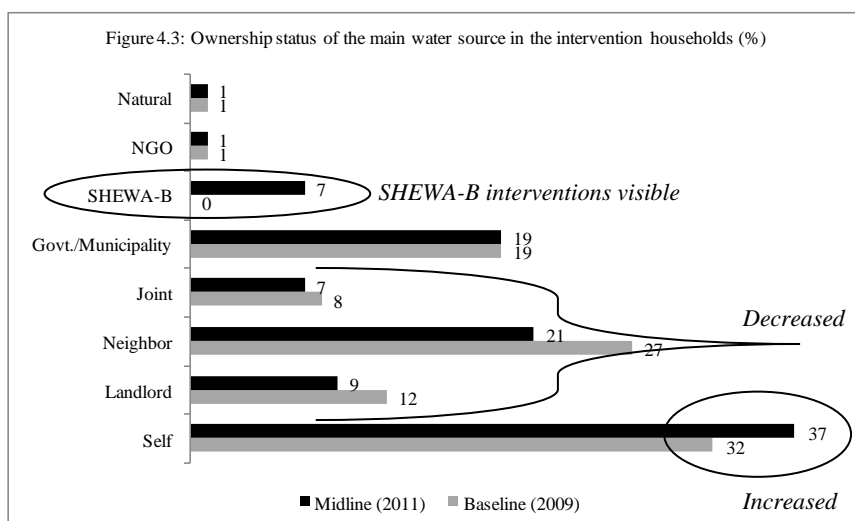 Figure 4.3: Ownership status of the main water source in the intervention households (%)
Natural
1
1
NGO
1
1
SHEWA-B
7
0
SHEWA-B interventions visible
Govt./Municipality
19
19
Joint
7
8
Decreased
Neighbor
21
27
Landlord
9
12
Self
37
32
Increased
Midline (2011) Baseline (2009)